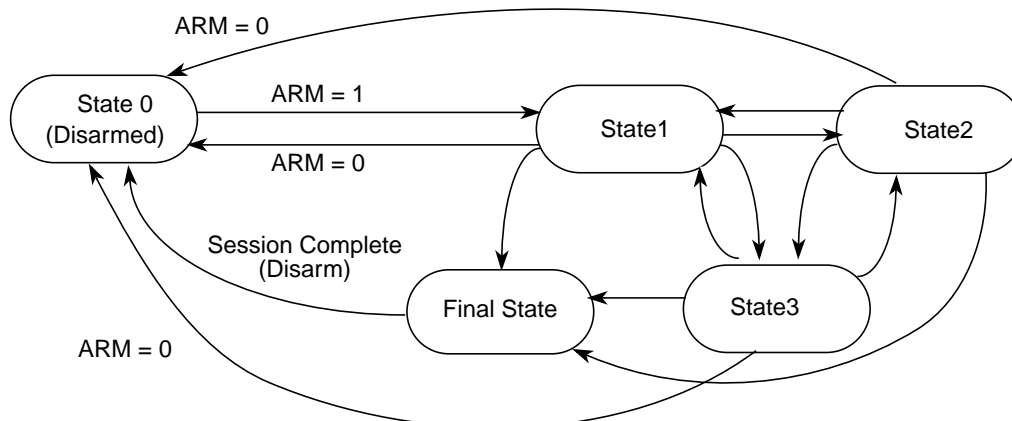 ARM = 0
State 0
(Disarmed)
ARM = 1
State1
State2
ARM = 0
Session Complete
(Disarm)
Final State
State3
ARM = 0